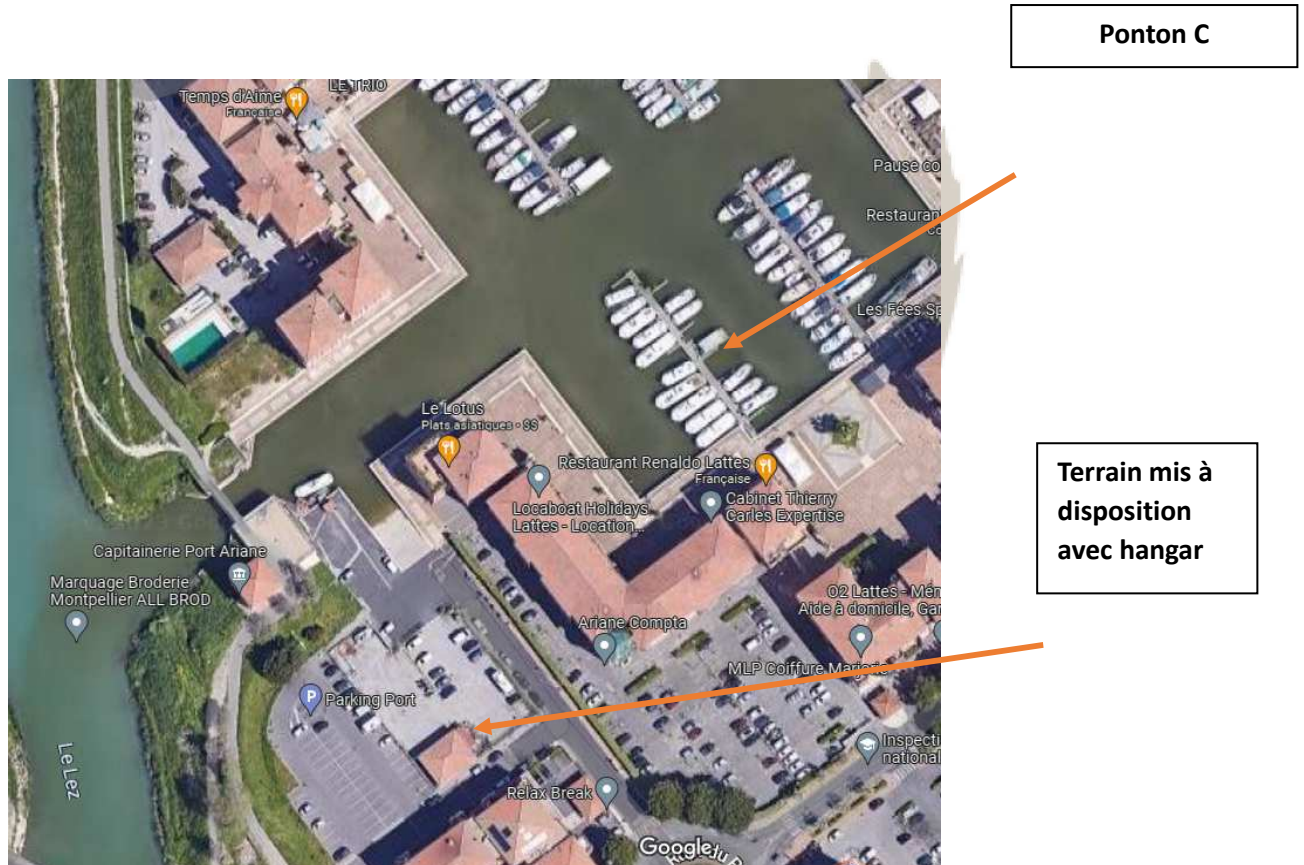 Ponton C
LE TRIO
Temps d'Aime
Française
Pause co
Restaurant
Co
Les Fées Sp
Le Lotus
Plats asiatiques • $$
Restaurant Renaldo Lattes
Française
Locaboat Holidays
Lattes - Location...
Cabinet Thierry
Carles Expertise
Terrain mis à
disposition
avec hangar
Capitainerie Port Ariane
Marquage Broderie
Montpellier ALL BROD
O2 Lattes - Mén
Aide à domicile, Gar
Ariane Compta
MLP Coiffure Marjorie
Parking Port
Inspecti
national
Le Lez
Relax Break
Google